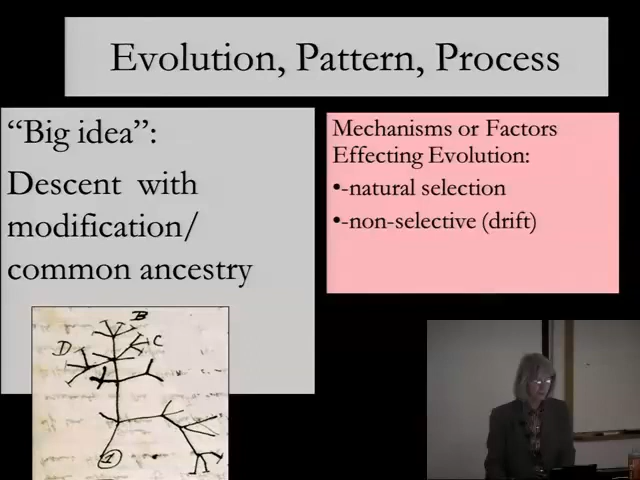 Evolution, Pattern, Process
“Big idea”:
Descent with
modification/
common ancestry
Mechanisms or Factors
Effecting Evolution:
•-natural selection
•-non-selective (drift)
B
D
C
1